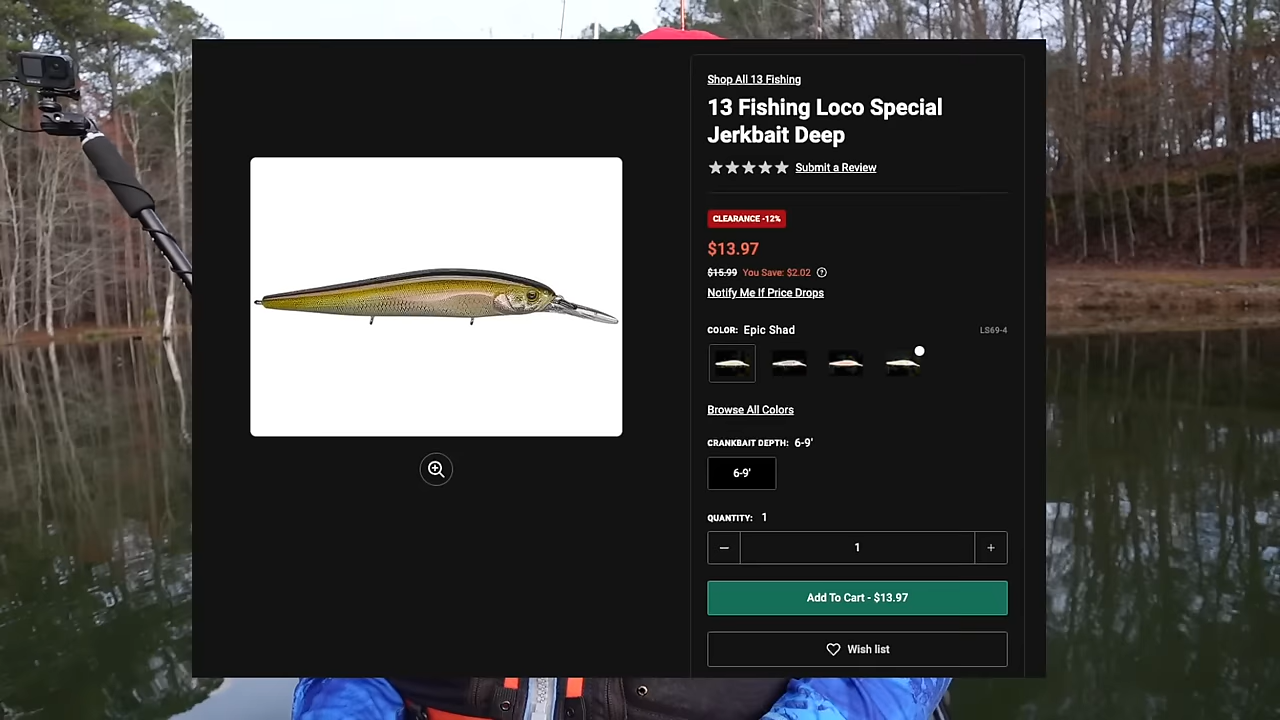 Shop All 13 Fishing
13 Fishing Loco Special
Jerkbait Deep
Submit a Review
CLEARANCE -12%
$13.97
$15.99 You Save: $2.02 ?
Notify Me If Price Drops
COLOR: Epic Shad LS69-4
Browse All Colors
CRANKBAIT DEPTH: 6-9'
6-9'
QUANTITY: 1
− 1 +
Add To Cart - $13.97
Wish list